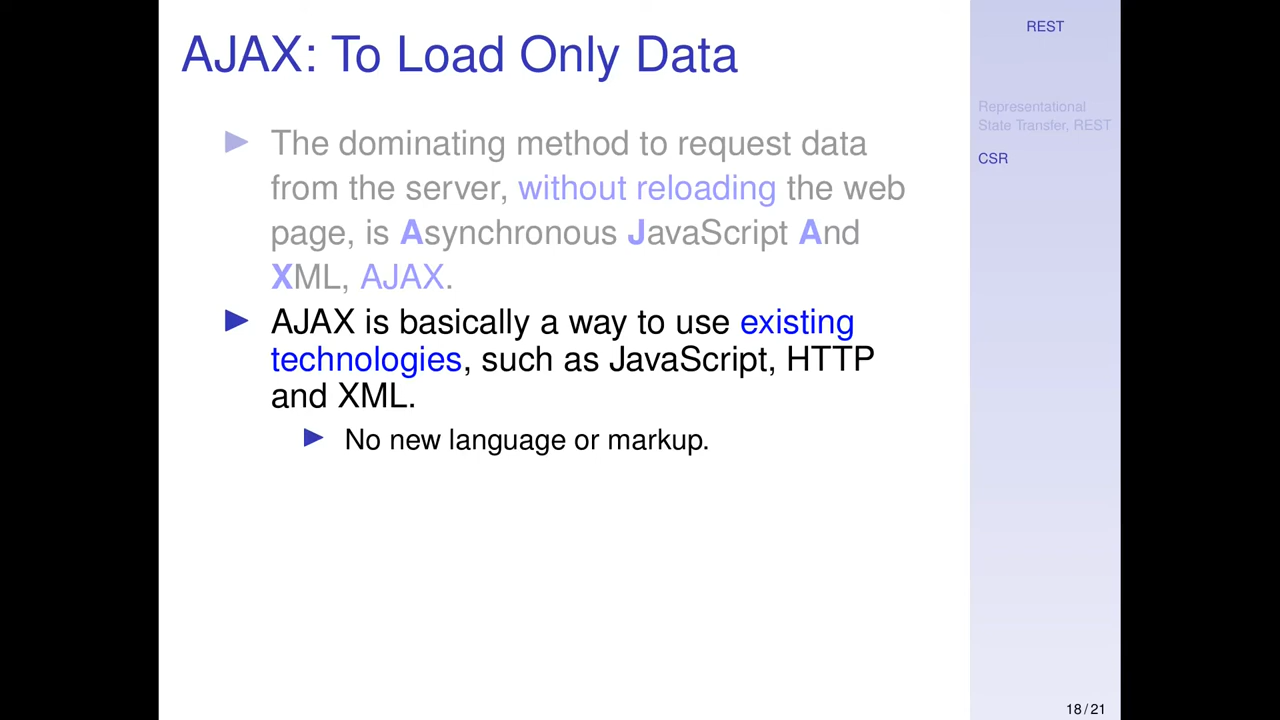 AJAX: To Load Only Data
The dominating method to request data
from the server, without reloading the web
page, is Asynchronous JavaScript And
XML, AJAX.
AJAX is basically a way to use existing
technologies, such as JavaScript, HTTP
and XML.
No new language or markup.
REST
Representational
State Transfer, REST
CSR
18 / 21